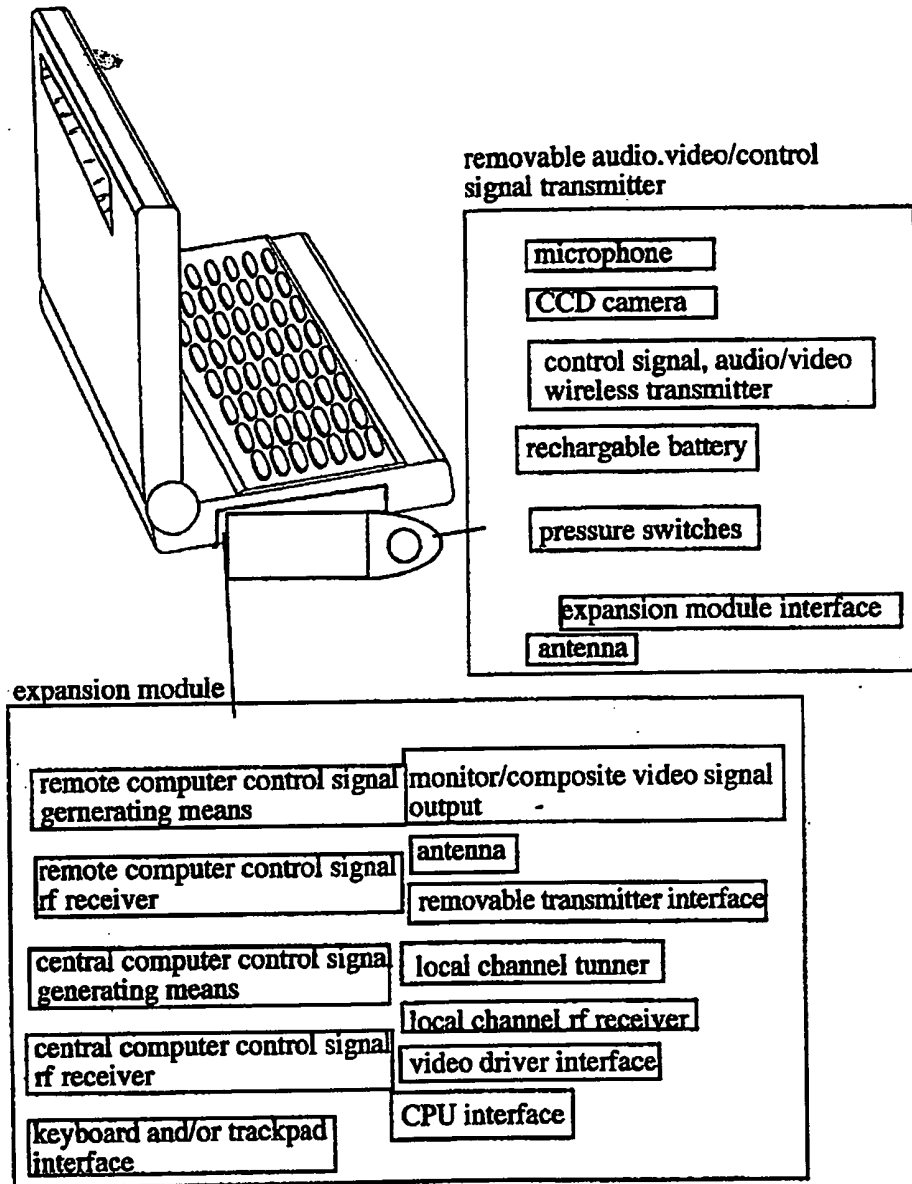 removable audio.video/control
signal transmitter
microphone
CCD camera
control signal, audio/video
wireless transmitter
rechargable battery
pressure switches
expansion module interface
antenna
expansion module
remote computer control signal
gernerating means
remote computer control signal
rf receiver
central computer control signal
generating means
central computer control signal
rf receiver
keyboard and/or trackpad
interface
monitor/composite video signal
output
antenna
removable transmitter interface
local channel tunner
local channel rf receiver
video driver interface
CPU interface